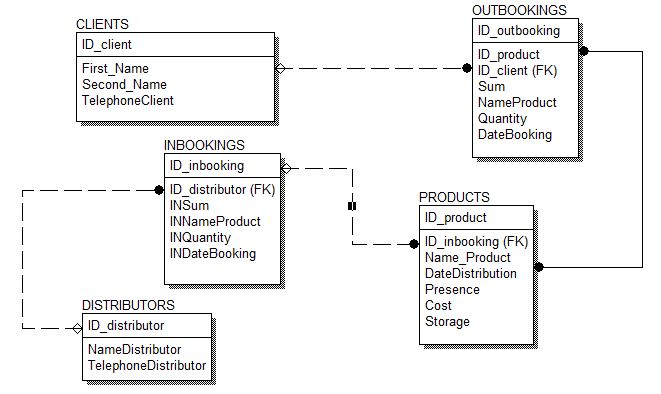 CLIENTS
ID_client
First_Name
Second_Name
TelephoneClient
OUTBOOKINGS
ID_outbooking
ID_product
ID_client (FK)
Sum
NameProduct
Quantity
DateBooking
INBOOKINGS
ID_inbooking
ID_distributor (FK)
INSum
INNameProduct
INQuantity
INDateBooking
PRODUCTS
ID_product
ID_inbooking (FK)
Name_Product
DateDistribution
Presence
Cost
Storage
DISTRIBUTORS
ID_distributor
NameDistributor
TelephoneDistributor